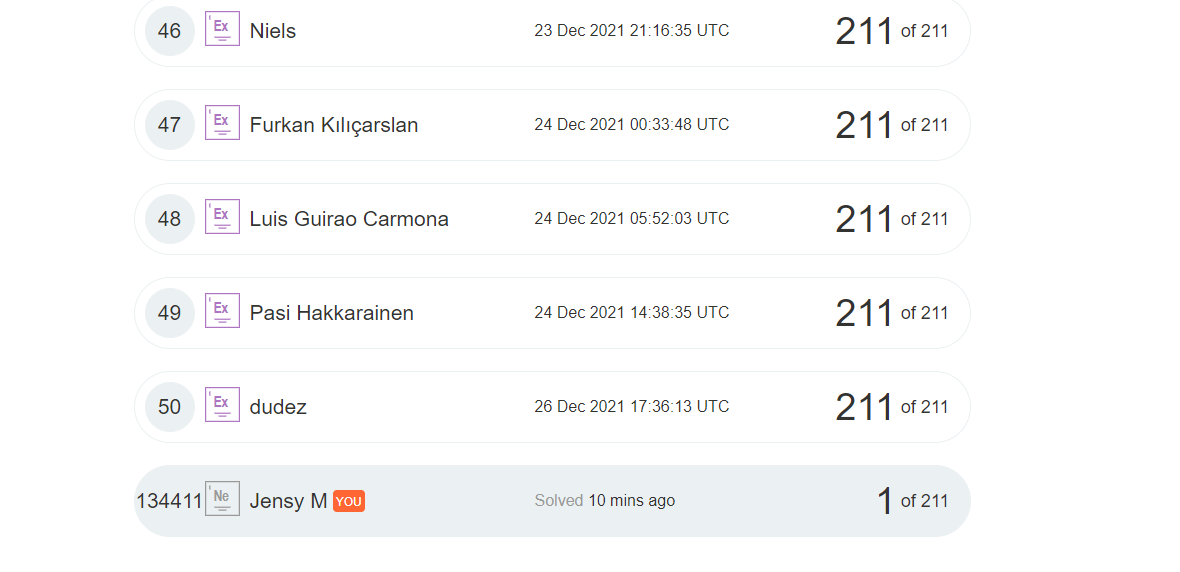 46 Ex Niels 23 Dec 2021 21:16:35 UTC 211 of 211
47 Ex Furkan Kılıçarslan 24 Dec 2021 00:33:48 UTC 211 of 211
48 Ex Luis Guirao Carmona 24 Dec 2021 05:52:03 UTC 211 of 211
49 Ex Pasi Hakkarainen 24 Dec 2021 14:38:35 UTC 211 of 211
50 Ex dudez 26 Dec 2021 17:36:13 UTC 211 of 211
134411 Ne Jensy M YOU Solved 10 mins ago 1 of 211